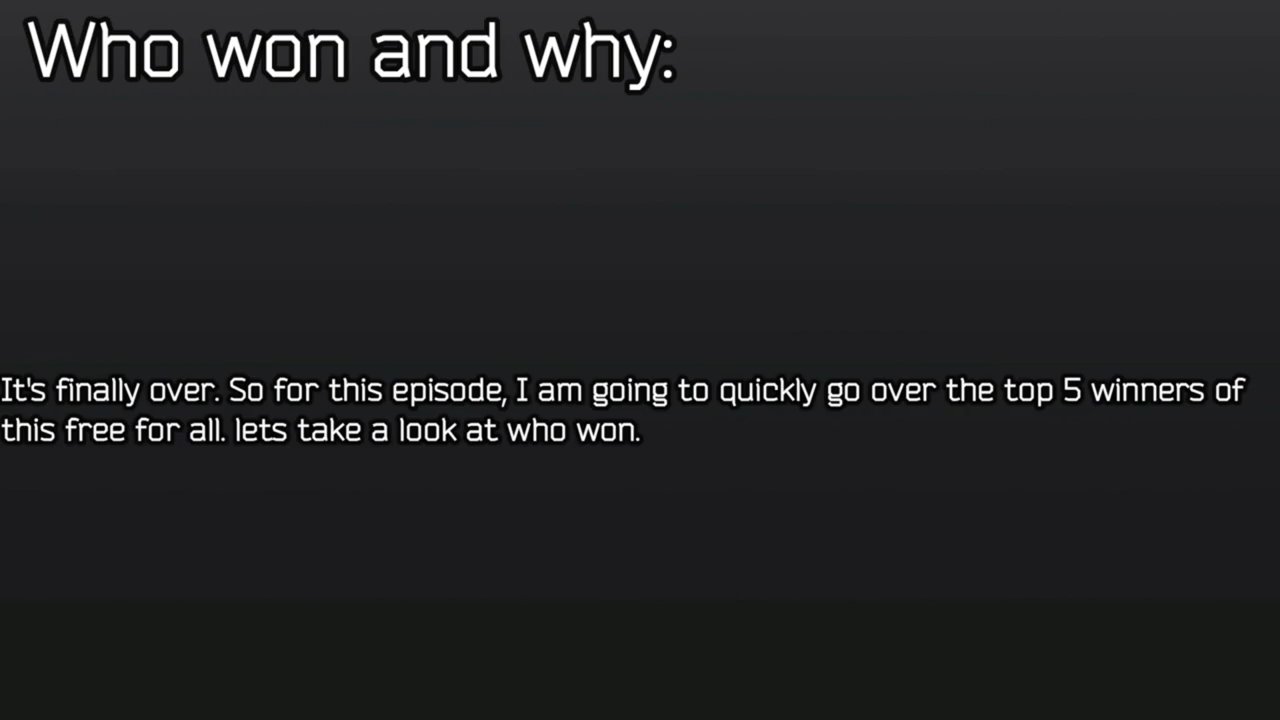 Who won and why:
It's finally over. So for this episode, I am going to quickly go over the top 5 winners of
this free for all. lets take a look at who won.